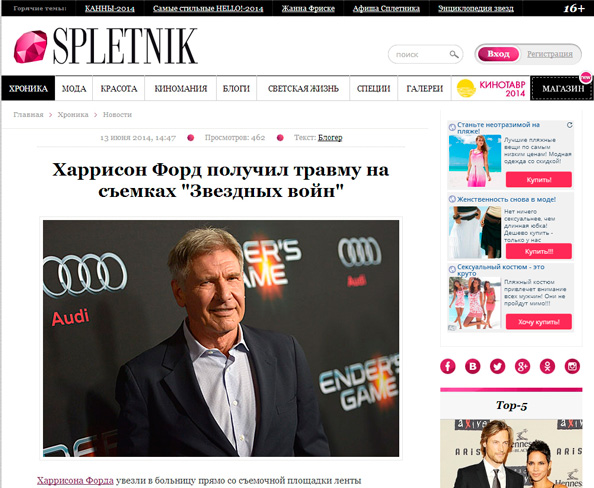 Горячие темы:
КАННЫ-2014
Самые стильные HELLO!-2014
Жанна Фриске
Афиша Сплетника
Энциклопедия звезд
16+
SPLETNIK
поиск
Вход
Регистрация
ХРОНИКА
МОДА
КРАСОТА
КИНОМАНИЯ
БЛОГИ
СВЕТСКАЯ ЖИЗНЬ
СПЕЦИИ
ГАЛЕРЕИ
КИНОТАВР
2014
МАГАЗИН
new
Главная > Хроника > Новости
13 июня 2014, 14:47
Просмотров: 462
Текст: Блогер
Харрисон Форд получил травму на
съемках "Звездных войн"
Audi
ENDER'S
GAME
Audi
ENDER'S
GAME
Харрисона Форда увезли в больницу прямо со съемочной площадки ленты
Станьте неотразимой на
пляже!
Лучшие пляжные
вещи по самым
низким ценам! Модная
одежда со скидкой!
Купить!
Женственность снова в моде!
Нет ничего
сексуальнее, чем
длинная юбка!
Дешево купить -
только у нас
Купить!!!
Сексуальный костюм - это
круто
Пляжный костюм
привлечет внимание
всех мужчин! Они не
пройдут мимо!!!
Хочу купить!
Top-5
Hennes